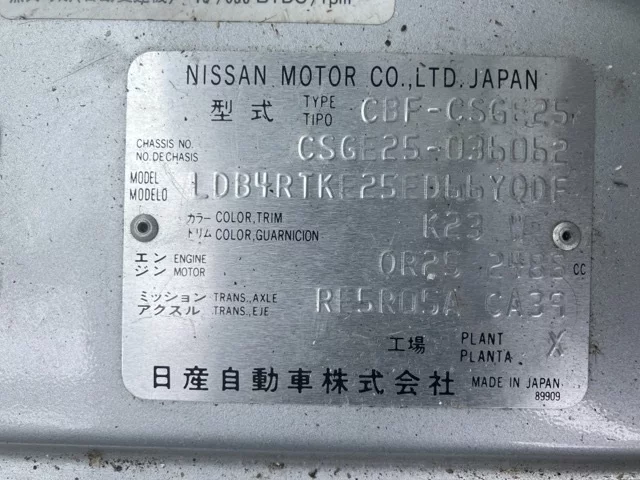 NISSAN MOTOR CO.,LTD. JAPAN
型式 TYPE TIPO CBF-CSGE25
CHASSIS NO. NO. DE CHASIS CSGE25-036062
MODEL MODELO LDB4RTKE25ED66YQDF
カラー COLOR, TRIM
トリム COLOR, GUARNICION K23
エンジン ENGINE MOTOR QR25 2488 CC
ミッション TRANS., AXLE
アクスル TRANS., EJE RE5R05A CA39
工場 PLANT PLANTA X
日産自動車株式会社 MADE IN JAPAN
89909